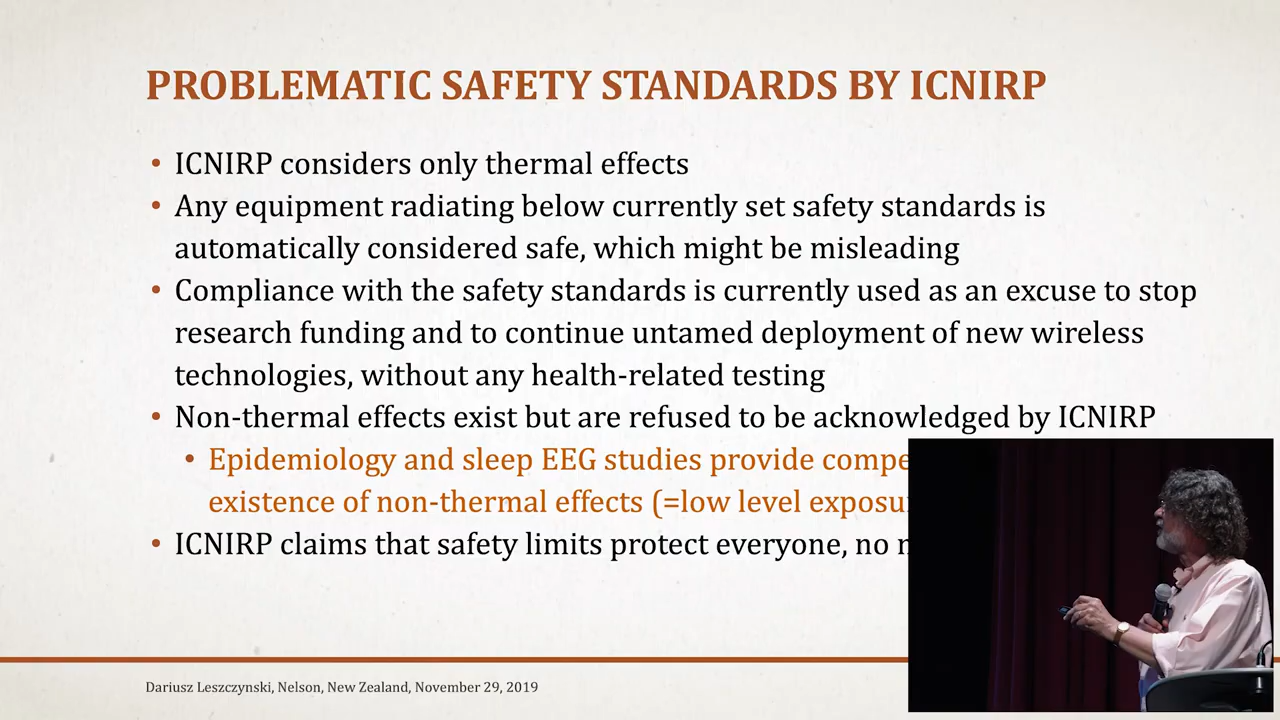 PROBLEMATIC SAFETY STANDARDS BY ICNIRP
• ICNIRP considers only thermal effects
• Any equipment radiating below currently set safety standards is
automatically considered safe, which might be misleading
• Compliance with the safety standards is currently used as an excuse to stop
research funding and to continue untamed deployment of new wireless
technologies, without any health-related testing
• Non-thermal effects exist but are refused to be acknowledged by ICNIRP
• Epidemiology and sleep EEG studies provide
existence of non-thermal effects (=low level
• ICNIRP claims that safety limits protect everyone, no
Dariusz Leszczynski, Nelson, New Zealand, November 29, 2019